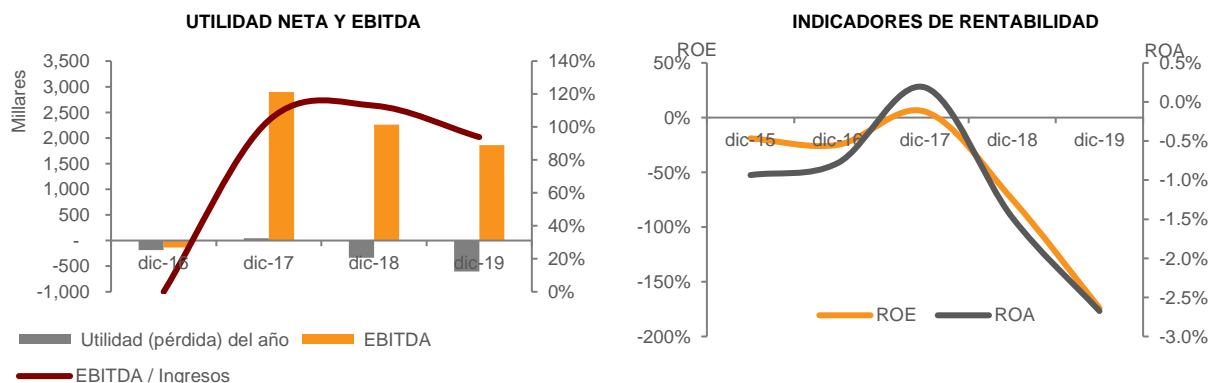 UTILIDAD NETA Y EBITDA
Millares
3,500
3,000
2,500
2,000
1,500
1,000
500
-
-500
-1,000
140%
120%
100%
80%
60%
40%
20%
0%
dic-16
dic-17
dic-18
dic-19
Utilidad (pérdida) del año
EBITDA
EBITDA / Ingresos
INDICADORES DE RENTABILIDAD
ROE
ROA
50%
0%
-50%
-100%
-150%
-200%
0.5%
0.0%
-0.5%
-1.0%
-1.5%
-2.0%
-2.5%
-3.0%
dic-15
dic-16
dic-17
dic-18
dic-19
ROE
ROA